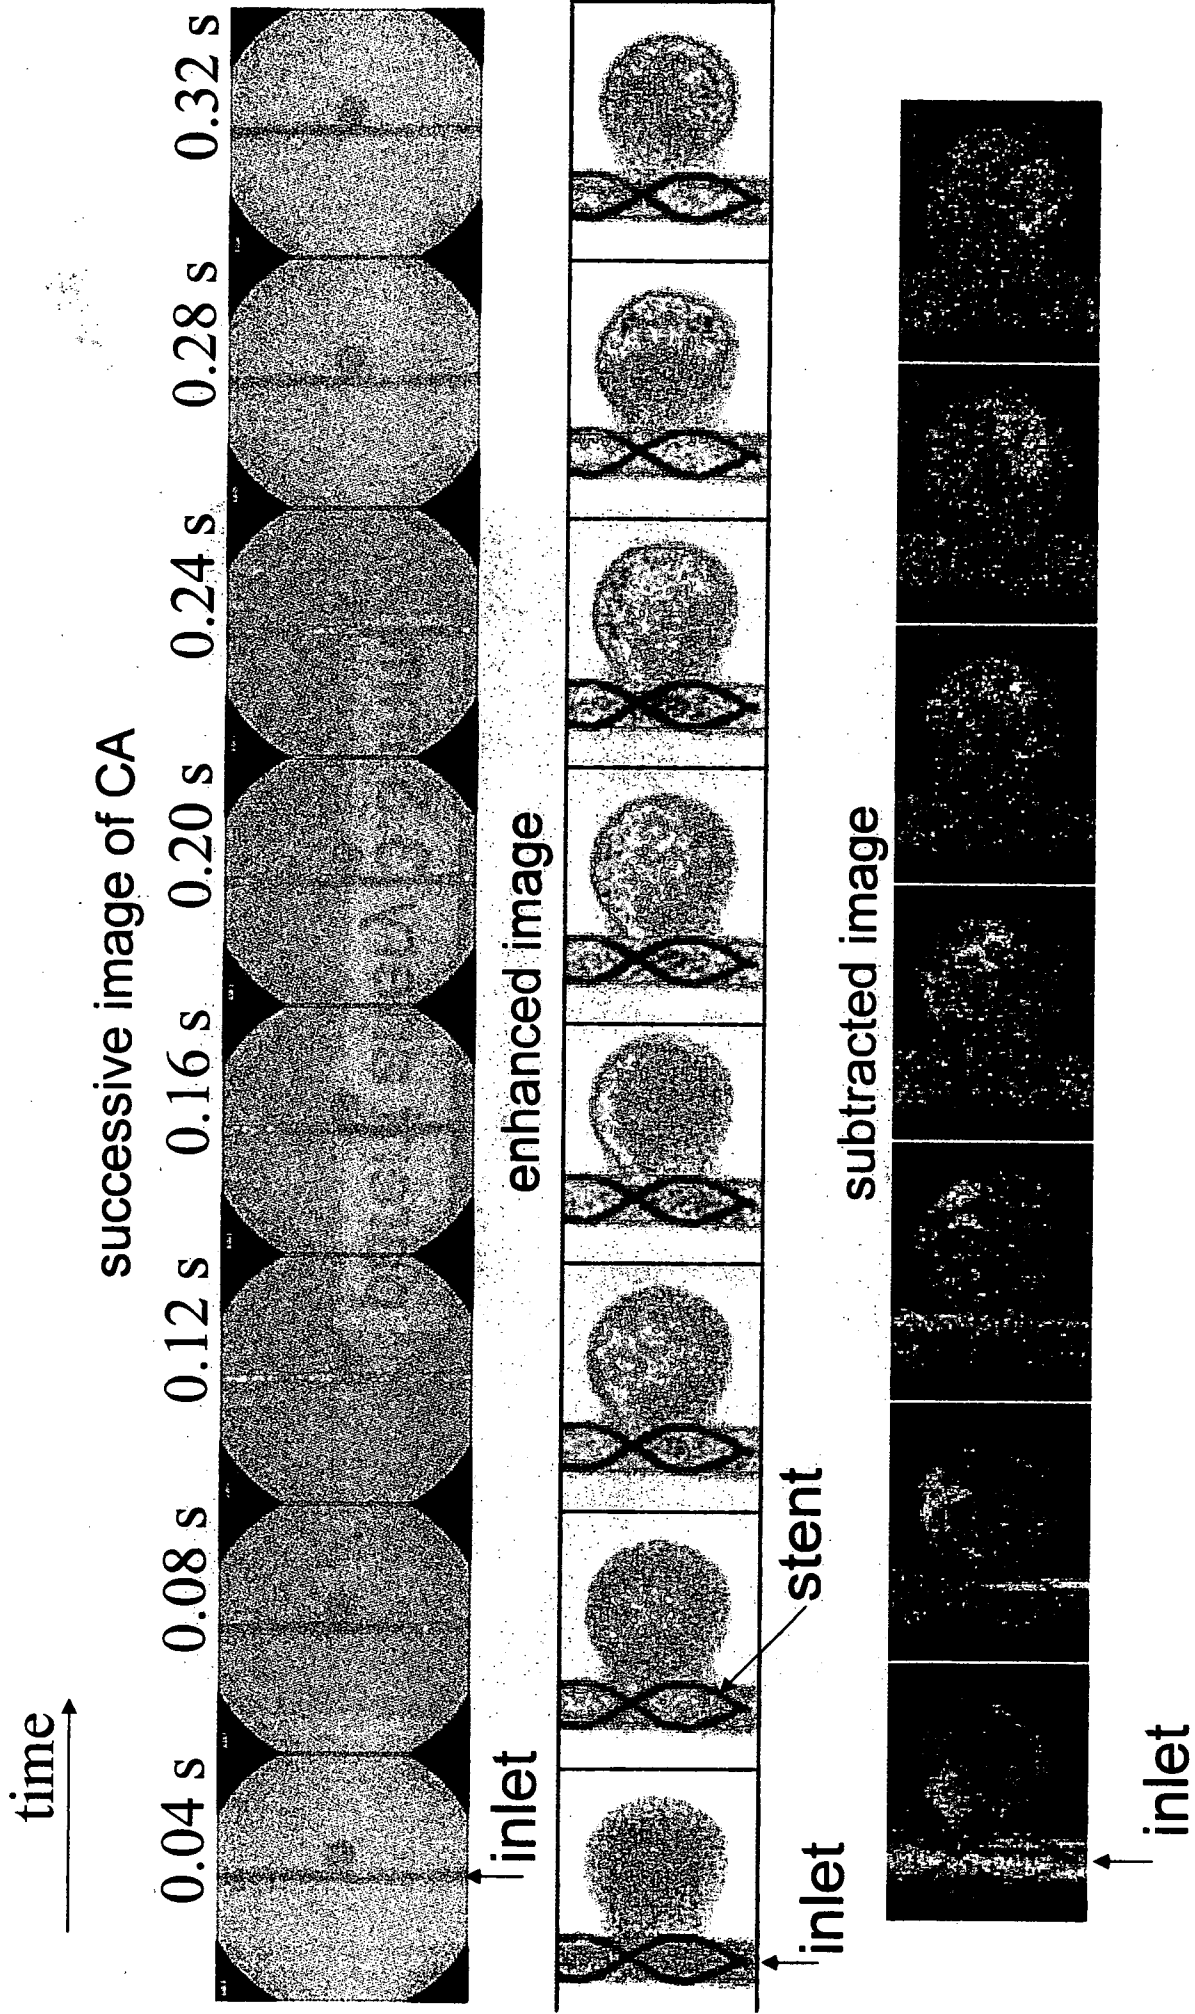 time
successive image of CA
0.04 s 0.08 s 0.12 s 0.16 s 0.20 s 0.24 s 0.28 s 0.32 s
inlet
enhanced image
inlet
stent
subtracted image
inlet